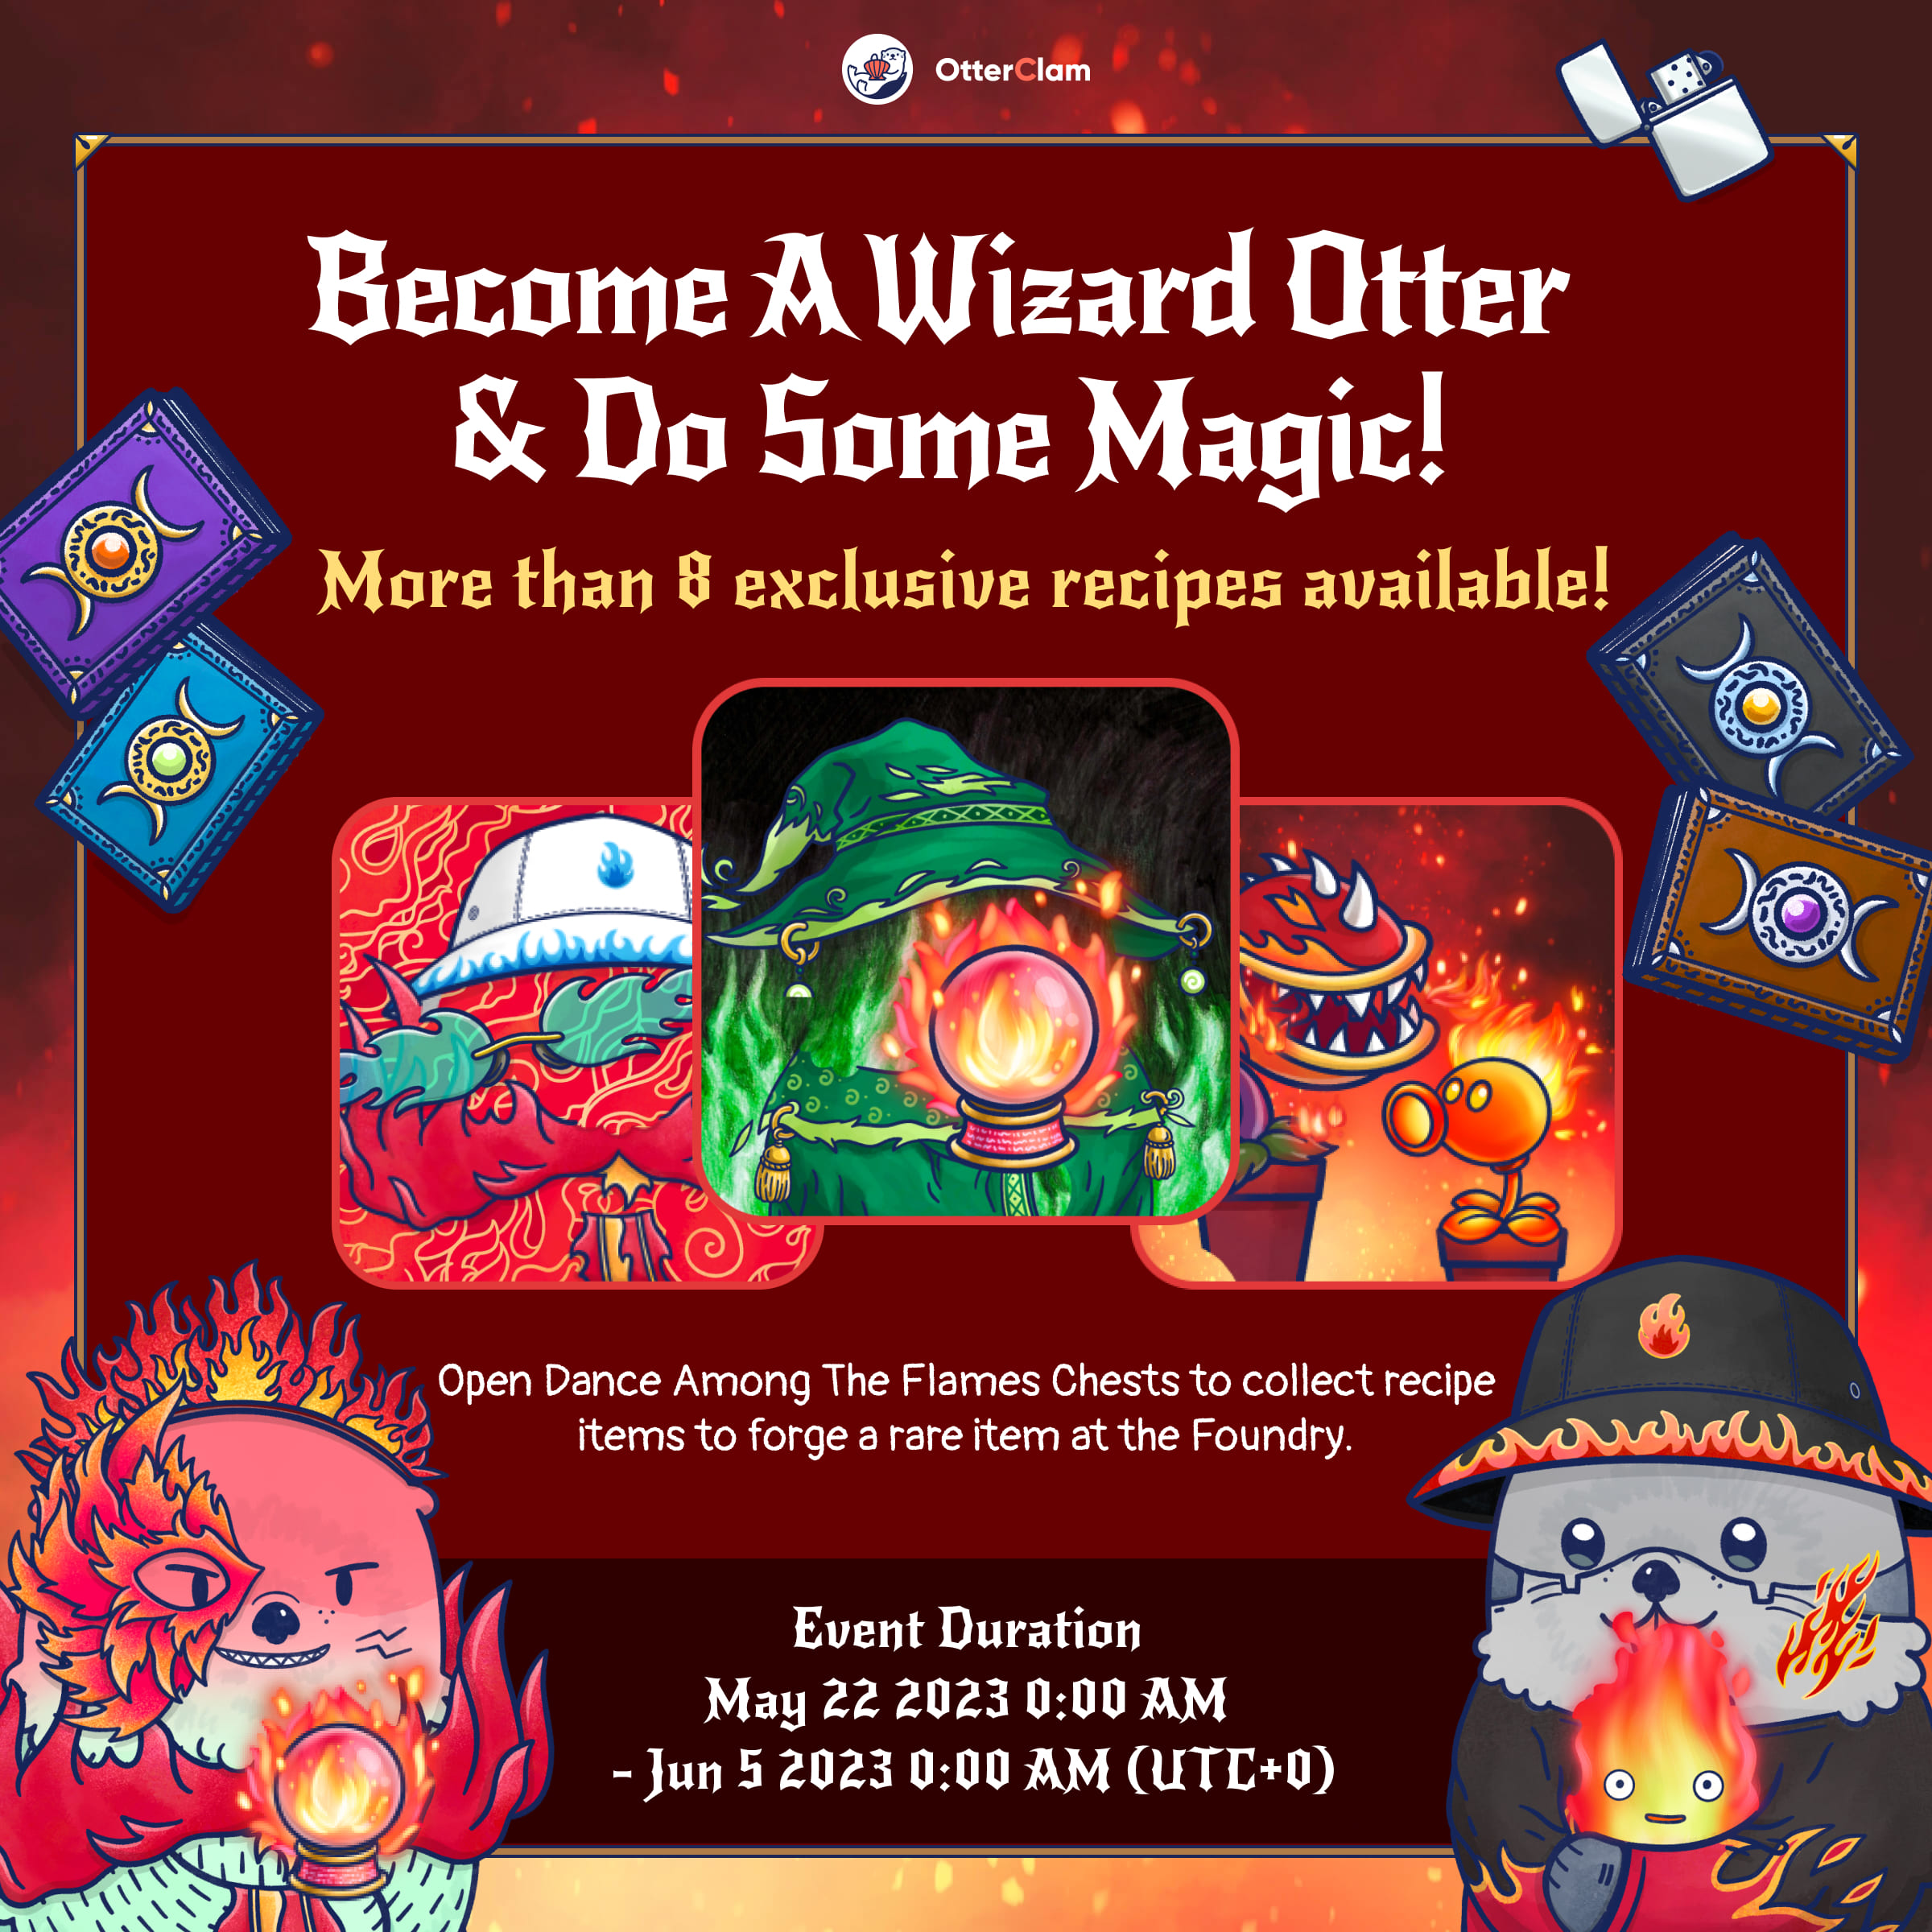 OtterClam
Become A Wizard Otter
& Do Some Magic!
More than 8 exclusive recipes available!
Open Dance Among The Flames Chests to collect recipe
items to forge a rare item at the Foundry.
Event Duration
May 22 2023 0:00 AM
- Jun 5 2023 0:00 AM (UTC+0)